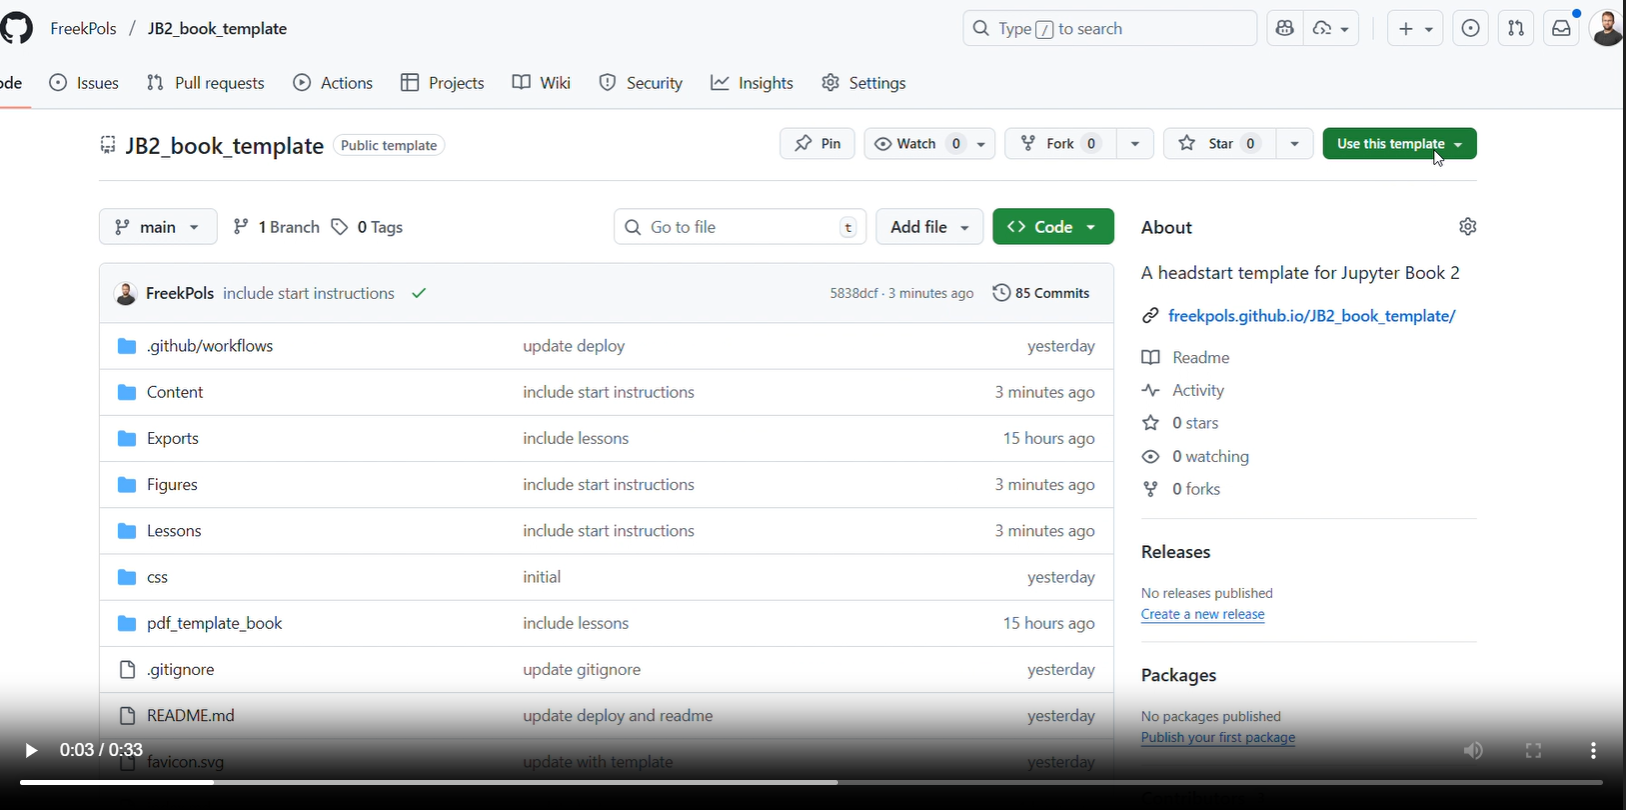 FreekPols / JB2_book_template
Type / to search
ode Issues Pull requests Actions Projects Wiki Security Insights Settings
JB2_book_template Public template
Pin Watch 0 Fork 0 Star 0 Use this template
main 1 Branch 0 Tags
Go to file t Add file <> Code
FreekPols include start instructions 5838dcf · 3 minutes ago 85 Commits
.github/workflows update deploy yesterday
Content include start instructions 3 minutes ago
Exports include lessons 15 hours ago
Figures include start instructions 3 minutes ago
Lessons include start instructions 3 minutes ago
css initial yesterday
pdf_template_book include lessons 15 hours ago
.gitignore update gitignore yesterday
README.md update deploy and readme yesterday
favicon.svg update with template yesterday
About
A headstart template for Jupyter Book 2
freekpols.github.io/JB2_book_template/
Readme
Activity
0 stars
0 watching
0 forks
Releases
No releases published
Create a new release
Packages
No packages published
Publish your first package
0:03 / 0:33